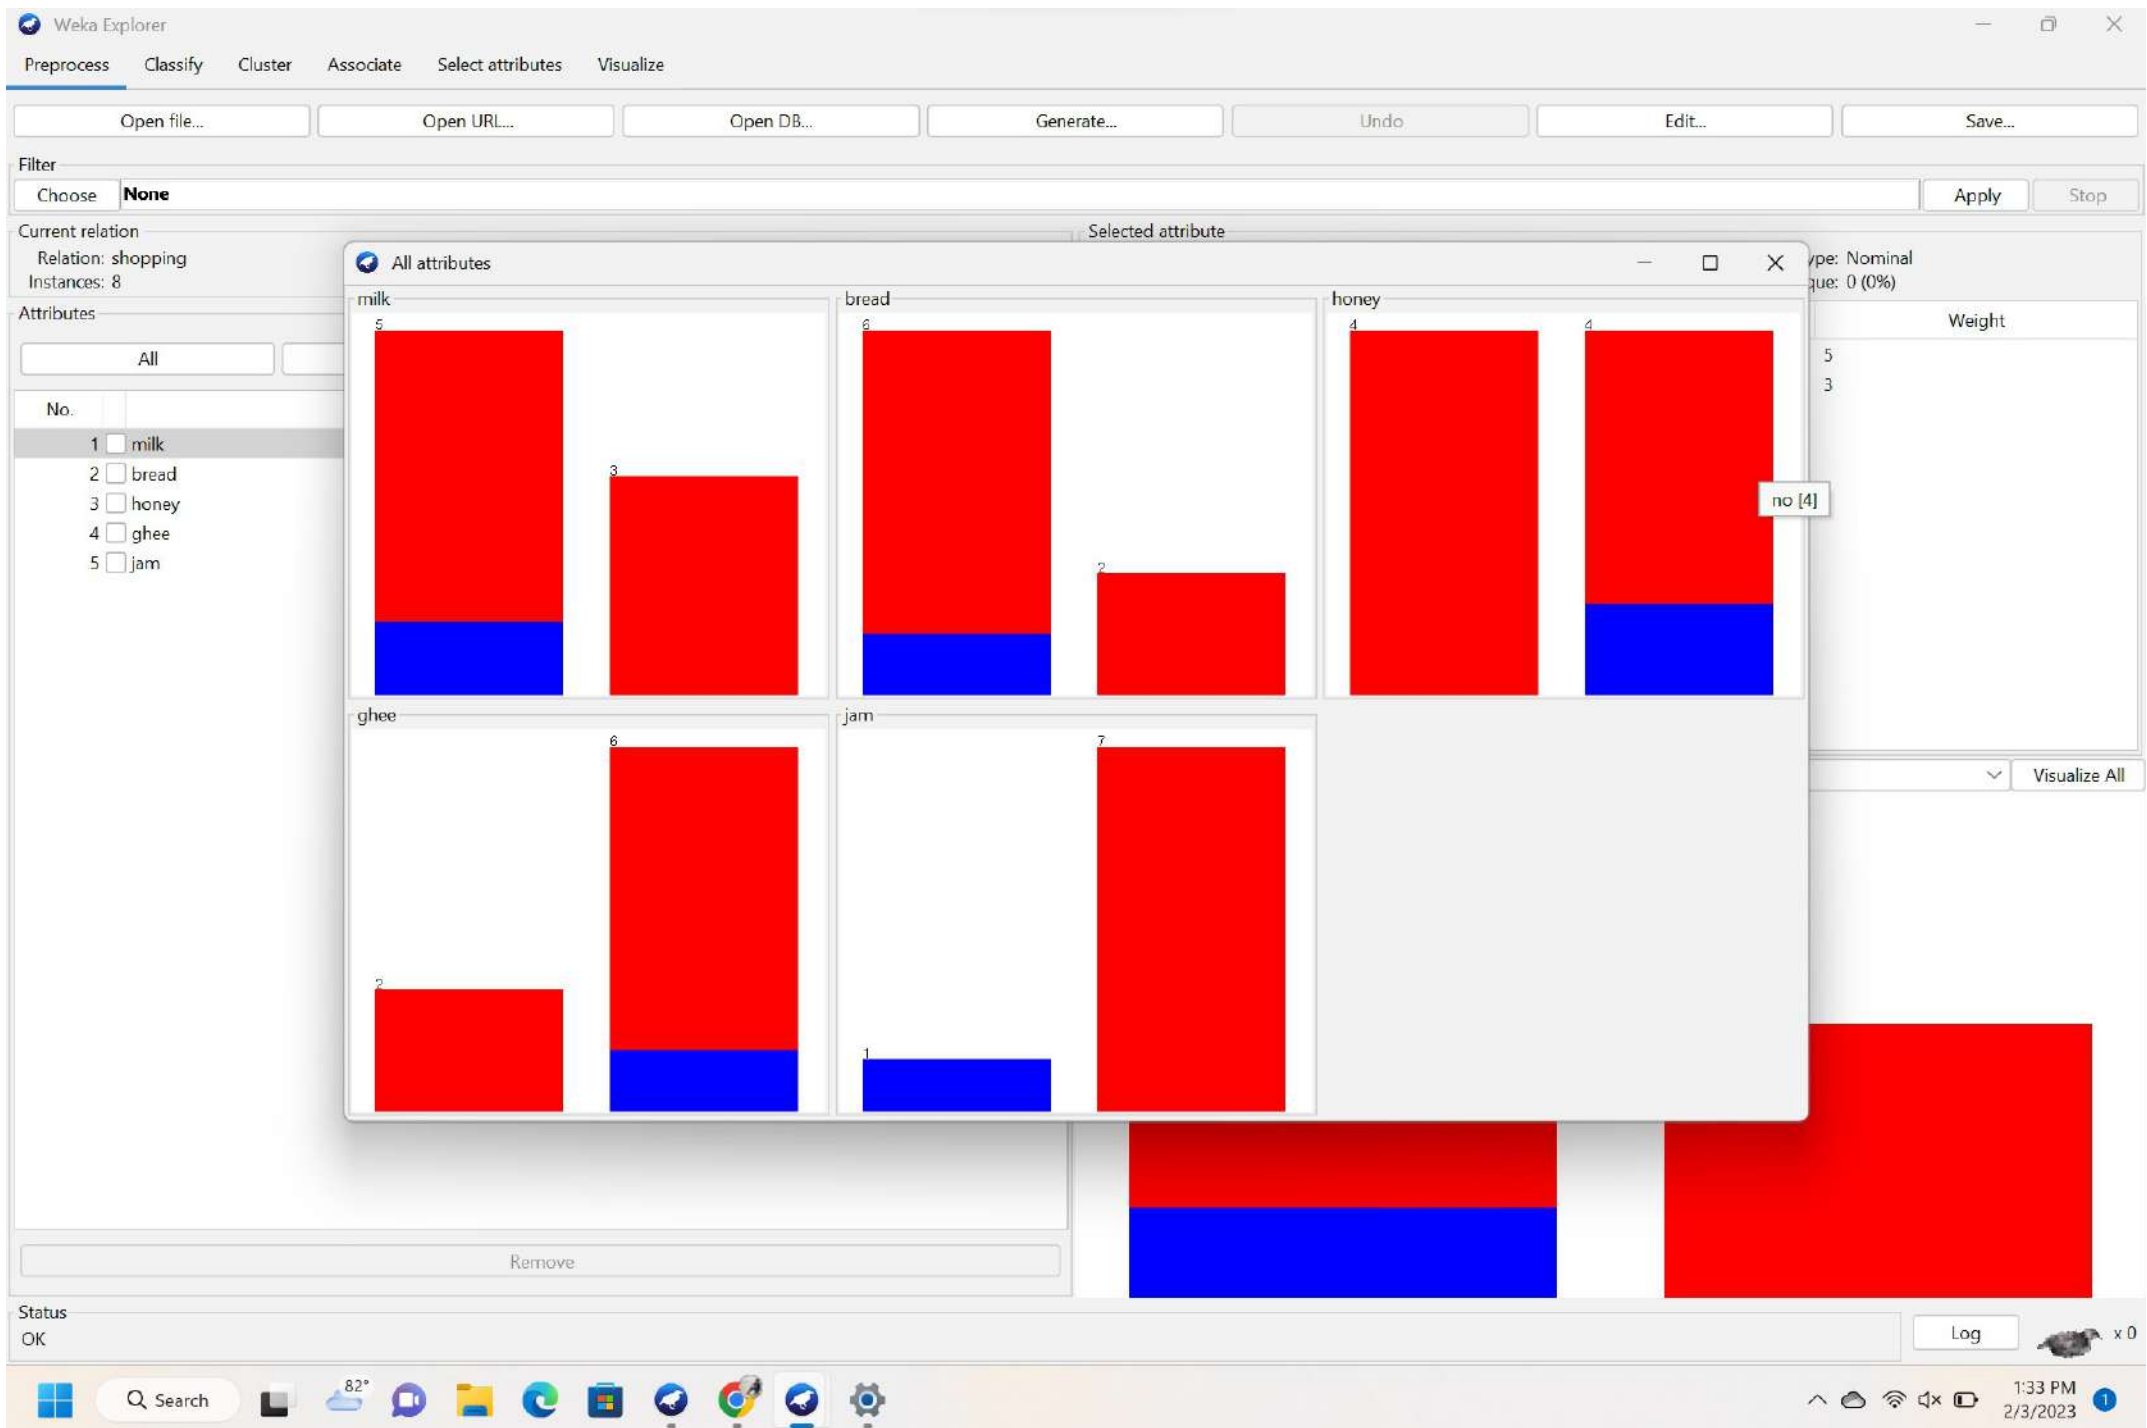 Weka Explorer
Preprocess Classify Cluster Associate Select attributes Visualize
Open file... Open URL... Open DB... Generate... Undo Edit... Save...
Filter
Choose None Apply Stop
Current relation
Relation: shopping
Instances: 8
Selected attribute
ype: Nominal
que: 0 (0%)
Attributes
All
No.
1 milk
2 bread
3 honey
4 ghee
5 jam
Weight
5
3
All attributes
milk
5
3
bread
6
2
honey
4
4
no [4]
ghee
2
6
jam
1
7
Visualize All
Remove
Status
OK
Log
x 0
82°
Search
1:33 PM
2/3/2023
1